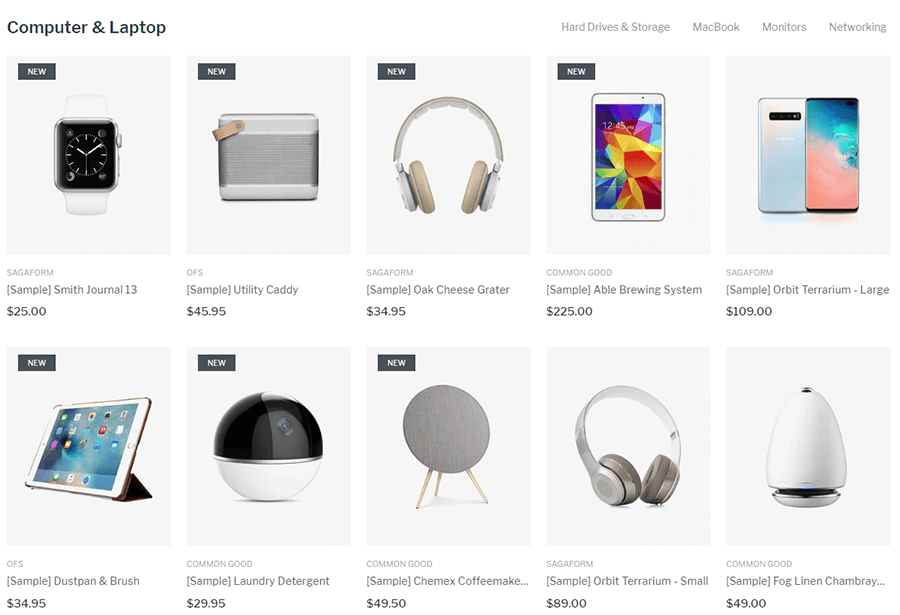 Computer & Laptop
Hard Drives & Storage MacBook Monitors Networking
NEW NEW NEW NEW
12:45
SAGAFORM OFS SAGAFORM COMMON GOOD SAGAFORM
[Sample] Smith Journal 13 [Sample] Utility Caddy [Sample] Oak Cheese Grater [Sample] Able Brewing System [Sample] Orbit Terrarium - Large
$25.00 $45.95 $34.95 $225.00 $109.00
NEW NEW NEW
OFS COMMON GOOD COMMON GOOD SAGAFORM COMMON GOOD
[Sample] Dustpan & Brush [Sample] Laundry Detergent [Sample] Chemex Coffeemake... [Sample] Orbit Terrarium - Small [Sample] Fog Linen Chambray...
$34.95 $29.95 $49.50 $89.00 $49.00